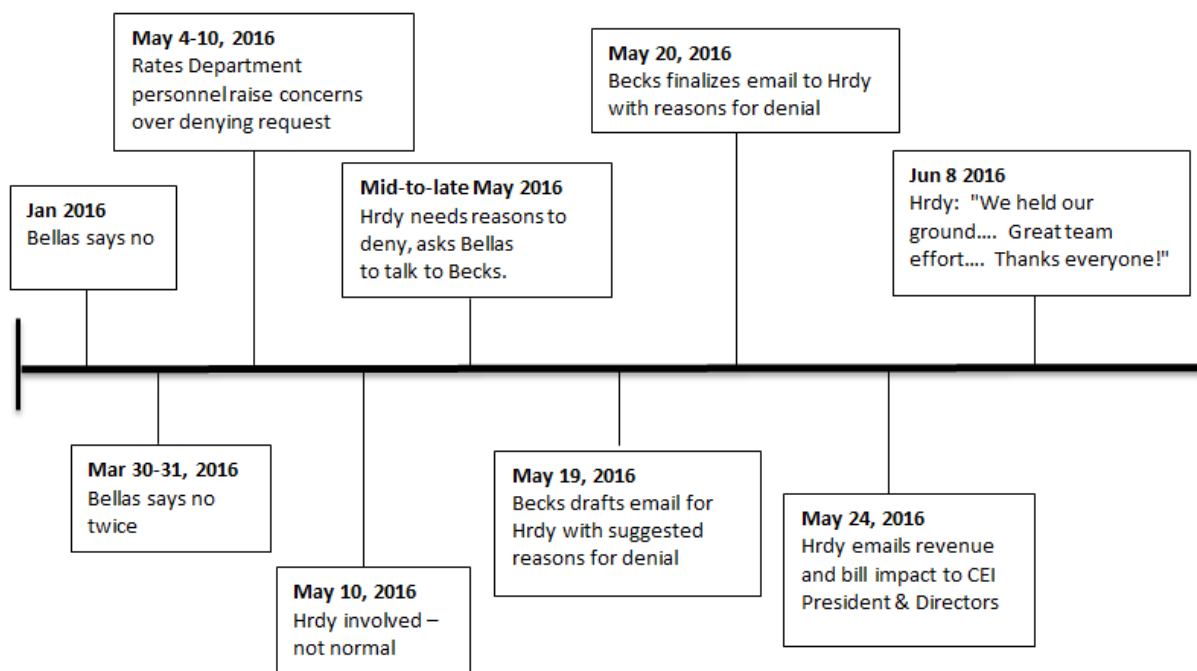 Jan 2016
Bellas says no
Mar 30-31, 2016
Bellas says no
twice
May 4-10, 2016
Rates Department
personnel raise concerns
over denying request
May 10, 2016
Hrdy involved –
not normal
Mid-to-late May 2016
Hrdy needs reasons to
deny, asks Bellas
to talk to Becks.
May 19, 2016
Becks drafts email for
Hrdy with suggested
reasons for denial
May 20, 2016
Becks finalizes email to Hrdy
with reasons for denial
May 24, 2016
Hrdy emails revenue
and bill impact to CEI
President & Directors
Jun 8 2016
Hrdy:  "We held our
ground....  Great team
effort....  Thanks everyone!"